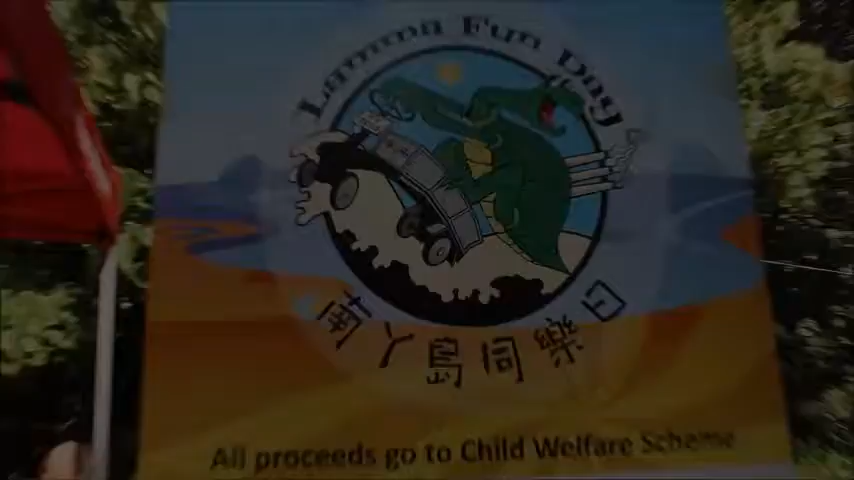 Lamma Fun Day
南丫島同樂日
All proceeds go to Child Welfare Scheme